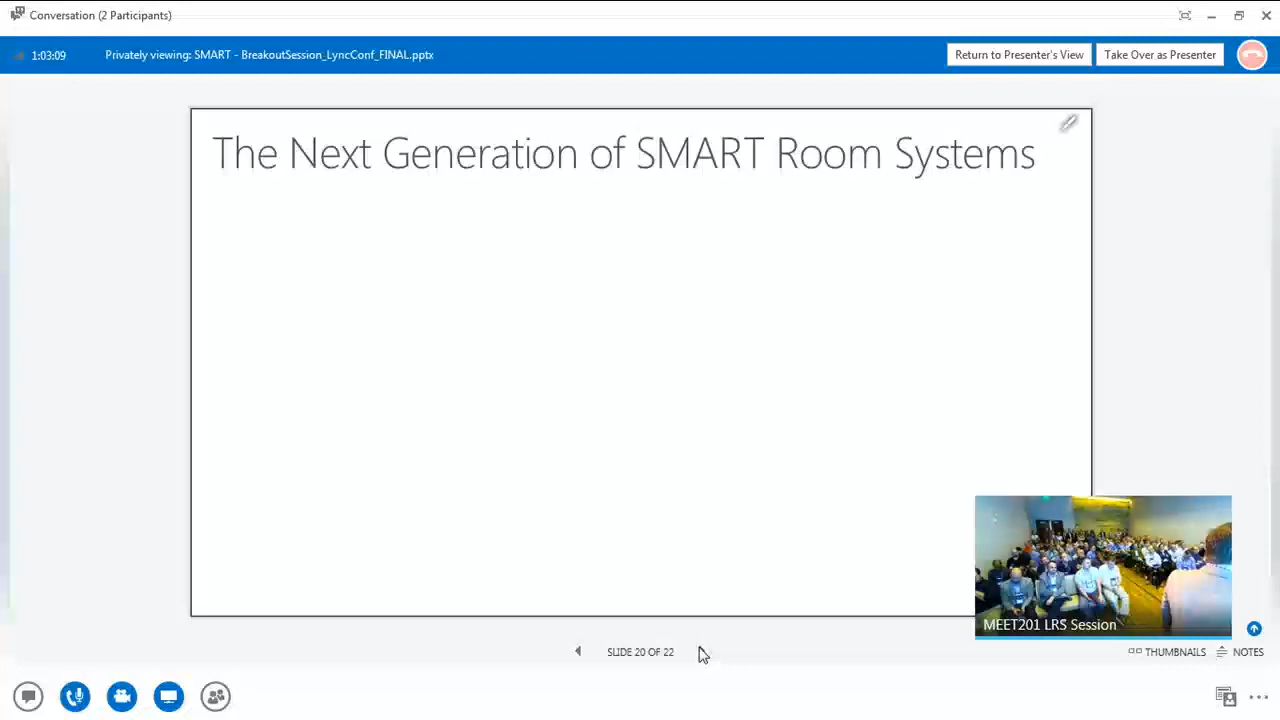 Conversation (2 Participants)
1:03:09
Privately viewing: SMART - BreakoutSession_LyncConf_FINAL.pptx
Return to Presenter's View
Take Over as Presenter
The Next Generation of SMART Room Systems
MEET201 LRS Session
SLIDE 20 OF 22
THUMBNAILS
NOTES